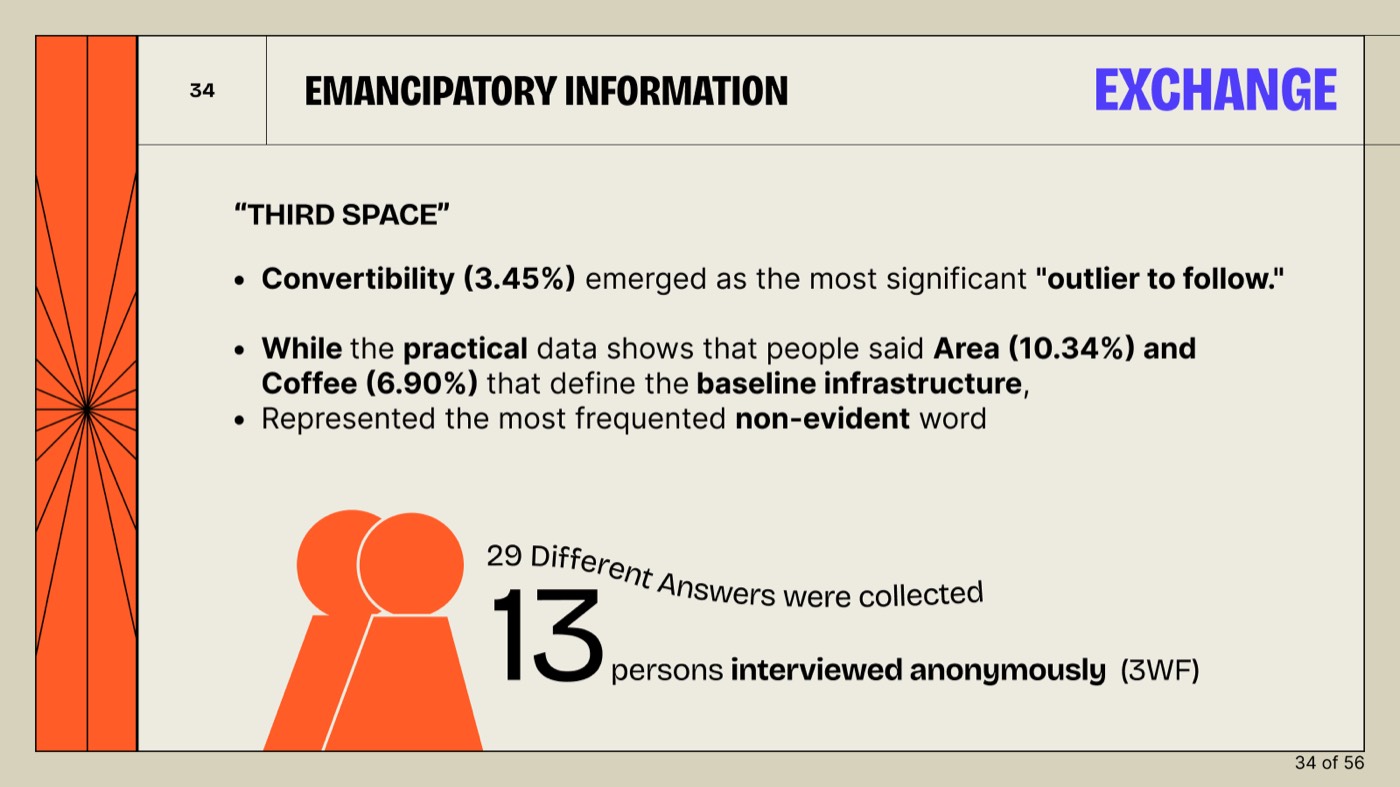 34
EMANCIPATORY INFORMATION
EXCHANGE
“THIRD SPACE”
• Convertibility (3.45%) emerged as the most significant "outlier to follow."
• While the practical data shows that people said Area (10.34%) and
Coffee (6.90%) that define the baseline infrastructure,
• Represented the most frequented non-evident word
29 Different Answers were collected
13 persons interviewed anonymously (3WF)
34 of 56